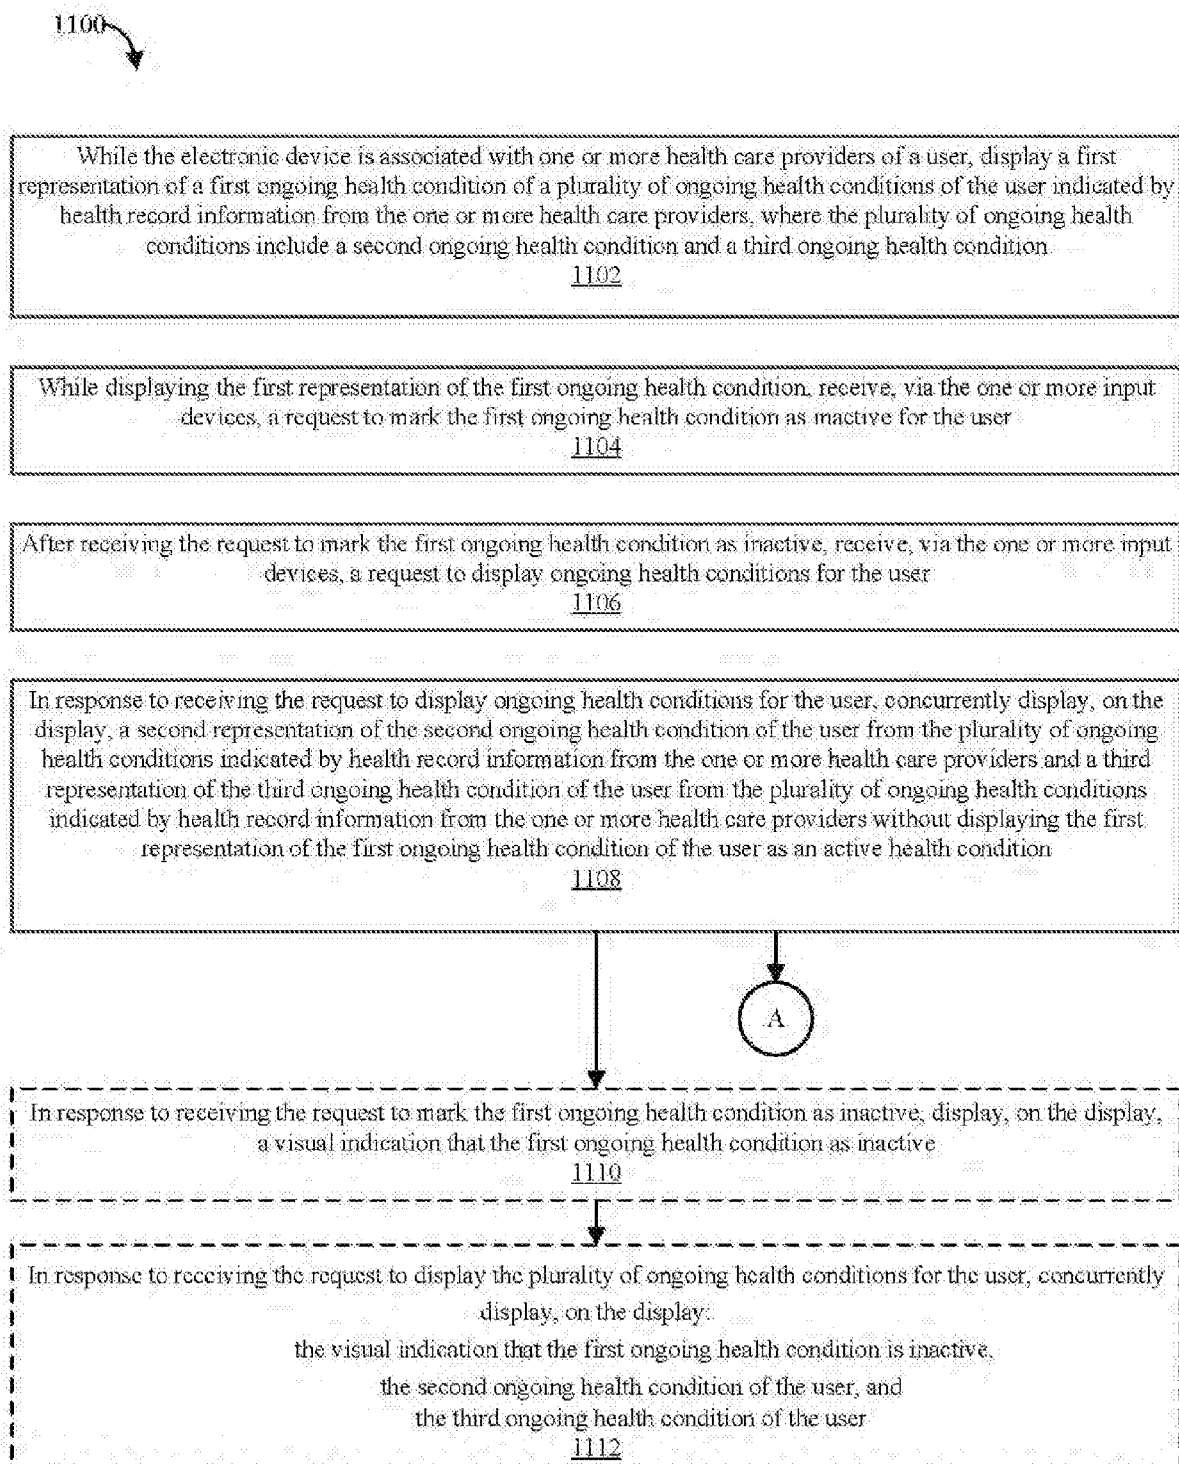 1100
While the electronic device is associated with one or more health care providers of a user, display a first
representation of a first ongoing health condition of a plurality of ongoing health conditions of the user indicated by
health record information from the one or more health care providers, where the plurality of ongoing health
conditions include a second ongoing health condition and a third ongoing health condition
1102
While displaying the first representation of the first ongoing health condition, receive, via the one or more input
devices, a request to mark the first ongoing health condition as inactive for the user
1104
After receiving the request to mark the first ongoing health condition as inactive, receive, via the one or more input
devices, a request to display ongoing health conditions for the user
1106
In response to receiving the request to display ongoing health conditions for the user, concurrently display, on the
display, a second representation of the second ongoing health condition of the user from the plurality of ongoing
health conditions indicated by health record information from the one or more health care providers and a third
representation of the third ongoing health condition of the user from the plurality of ongoing health conditions
indicated by health record information from the one or more health care providers without displaying the first
representation of the first ongoing health condition of the user as an active health condition
1108
A
In response to receiving the request to mark the first ongoing health condition as inactive, display, on the display,
a visual indication that the first ongoing health condition as inactive
1110
In response to receiving the request to display the plurality of ongoing health conditions for the user, concurrently
display, on the display:
the visual indication that the first ongoing health condition is inactive,
the second ongoing health condition of the user, and
the third ongoing health condition of the user
1112